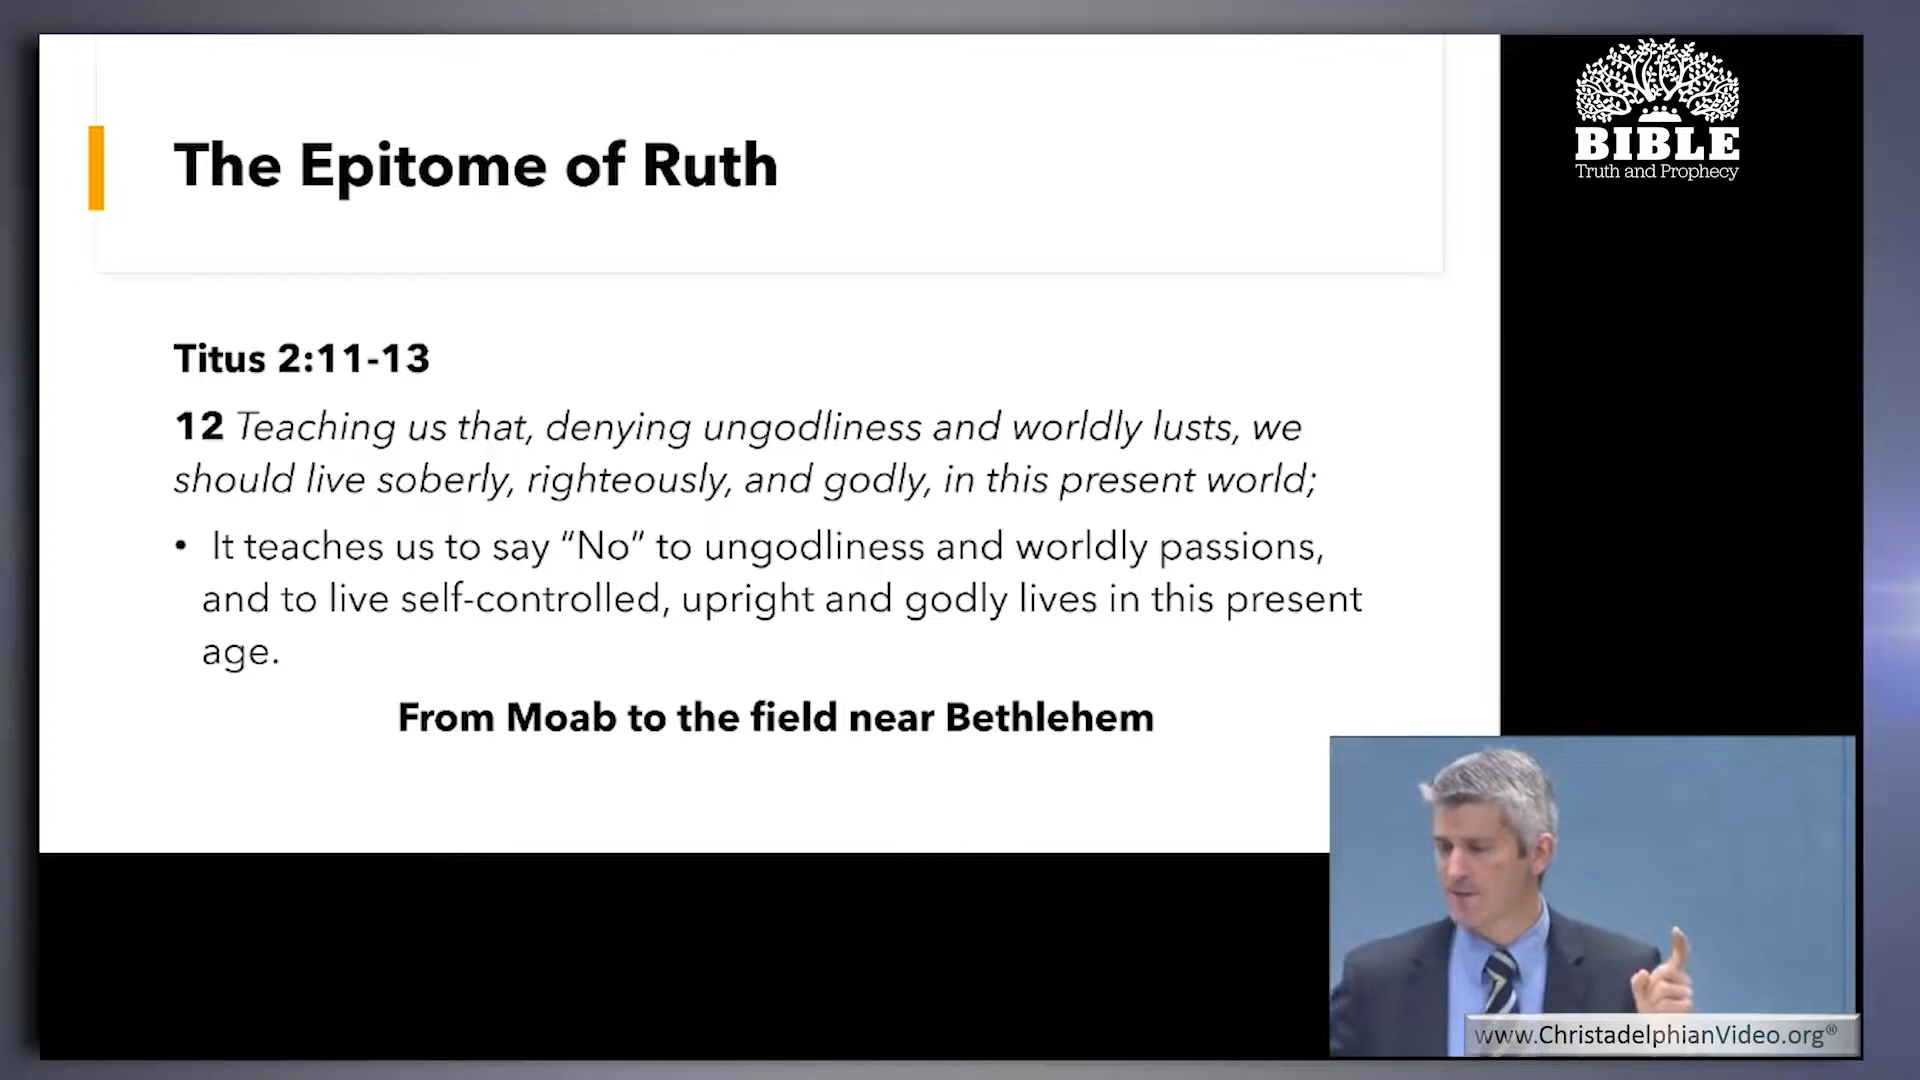 The Epitome of Ruth
Titus 2:11-13
12 Teaching us that, denying ungodliness and worldly lusts, we
should live soberly, righteously, and godly, in this present world;
• It teaches us to say “No” to ungodliness and worldly passions,
and to live self-controlled, upright and godly lives in this present
age.
From Moab to the field near Bethlehem
BIBLE
Truth and Prophecy
www.ChristadelphianVideo.org®